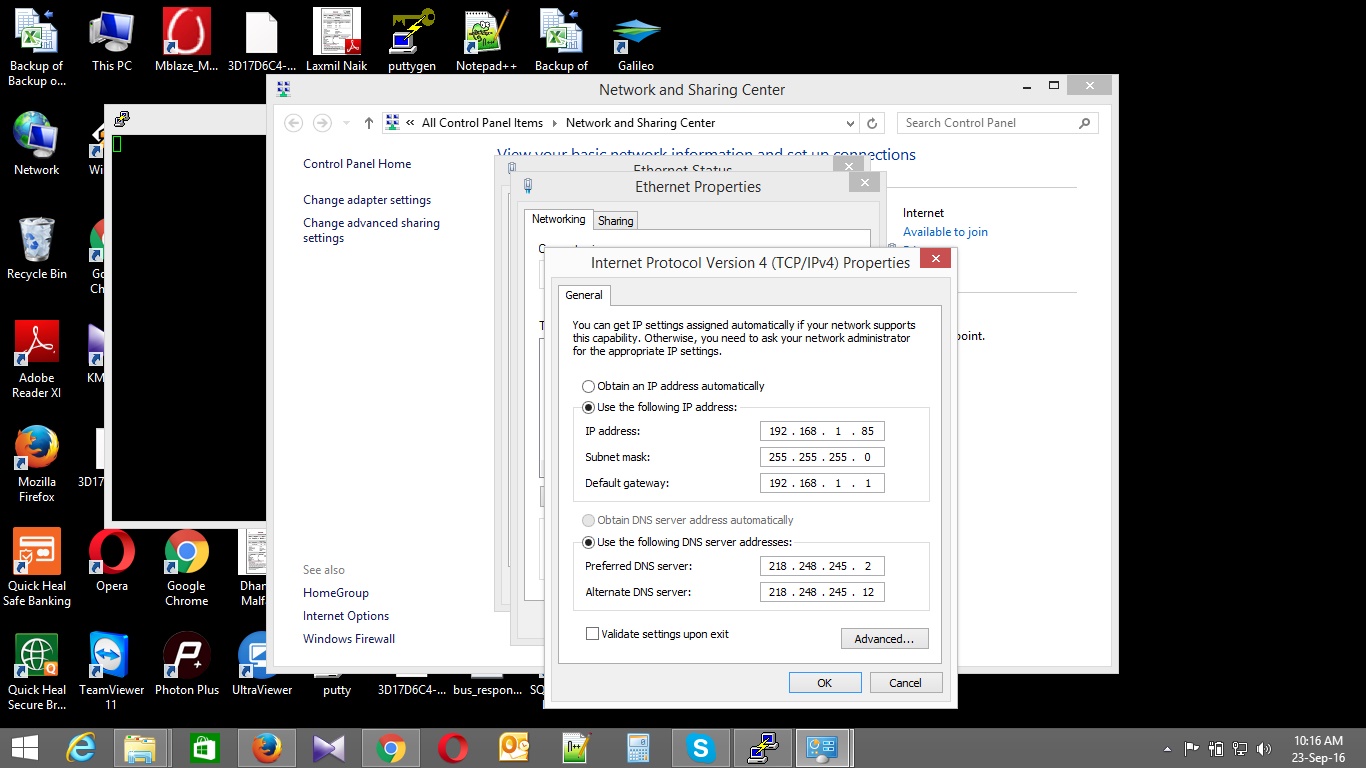 Backup of
Backup o...
This PC
Mblaze_M...
3D17D6C4-...
Laxmil Naik
puttygen
Notepad++
Backup of
Galileo
Network
Wi
Recycle Bin
Go
Ch
Adobe
Reader XI
KM
Mozilla
Firefox
3D17
Quick Heal
Safe Banking
Opera
Google
Chrome
Dhan
Malf
Quick Heal
Secure Br...
TeamViewer
11
Photon Plus
UltraViewer
putty
3D17D6C4-...
bus_respon...
SQ
Network and Sharing Center
All Control Panel Items
Network and Sharing Center
Search Control Panel
Control Panel Home
Change adapter settings
Change advanced sharing
settings
See also
HomeGroup
Internet Options
Windows Firewall
View your basic network information and set up connections
Internet
Available to join
point.
Ethernet Status
Ethernet Properties
Networking
Sharing
Internet Protocol Version 4 (TCP/IPv4) Properties
General
You can get IP settings assigned automatically if your network supports
this capability. Otherwise, you need to ask your network administrator
for the appropriate IP settings.
Obtain an IP address automatically
Use the following IP address:
IP address: 192 . 168 . 1 . 85
Subnet mask: 255 . 255 . 255 . 0
Default gateway: 192 . 168 . 1 . 1
Obtain DNS server address automatically
Use the following DNS server addresses:
Preferred DNS server: 218 . 248 . 245 . 2
Alternate DNS server: 218 . 248 . 245 . 12
Validate settings upon exit
Advanced...
OK
Cancel
10:16 AM
23-Sep-16